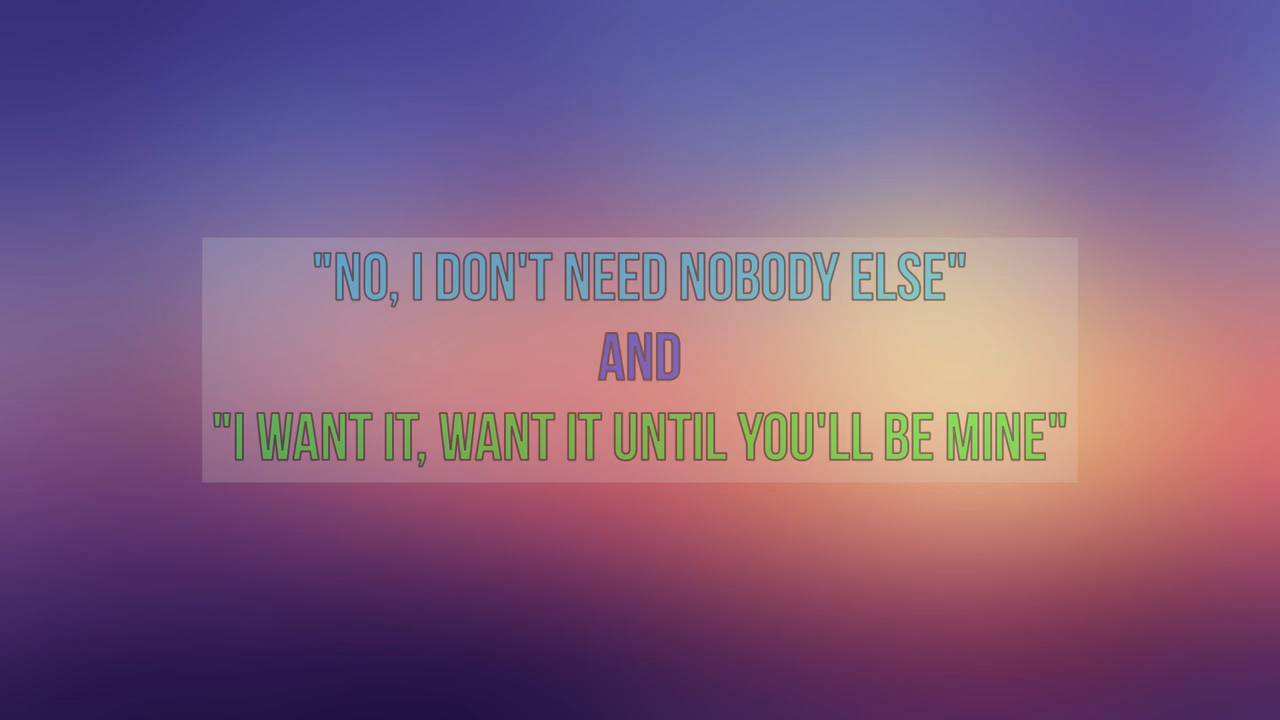 "NO, I DON'T NEED NOBODY ELSE"
AND
"I WANT IT, WANT IT UNTIL YOU'LL BE MINE"